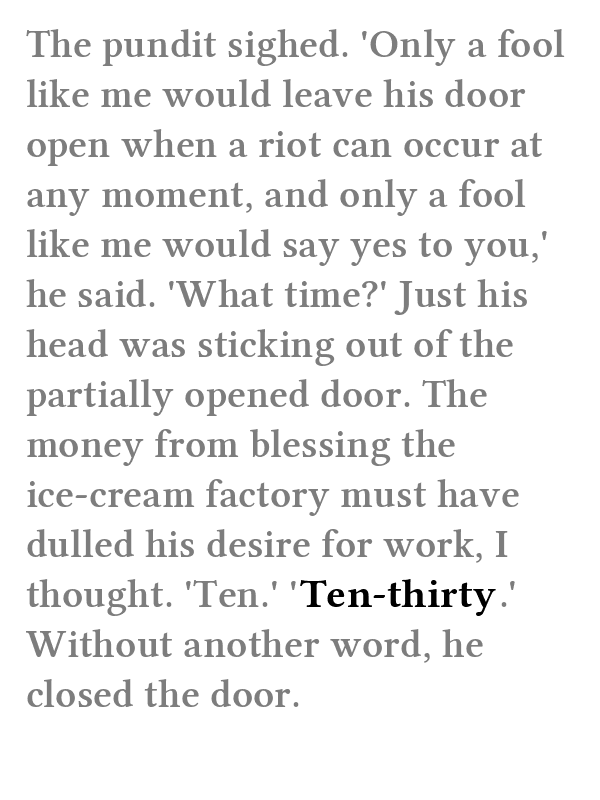 The pundit sighed. 'Only a fool
like me would leave his door
open when a riot can occur at
any moment, and only a fool
like me would say yes to you,'
he said. 'What time?' Just his
head was sticking out of the
partially opened door. The
money from blessing the
ice-cream factory must have
dulled his desire for work, I
thought. 'Ten.' 'Ten-thirty.'
Without another word, he
closed the door.